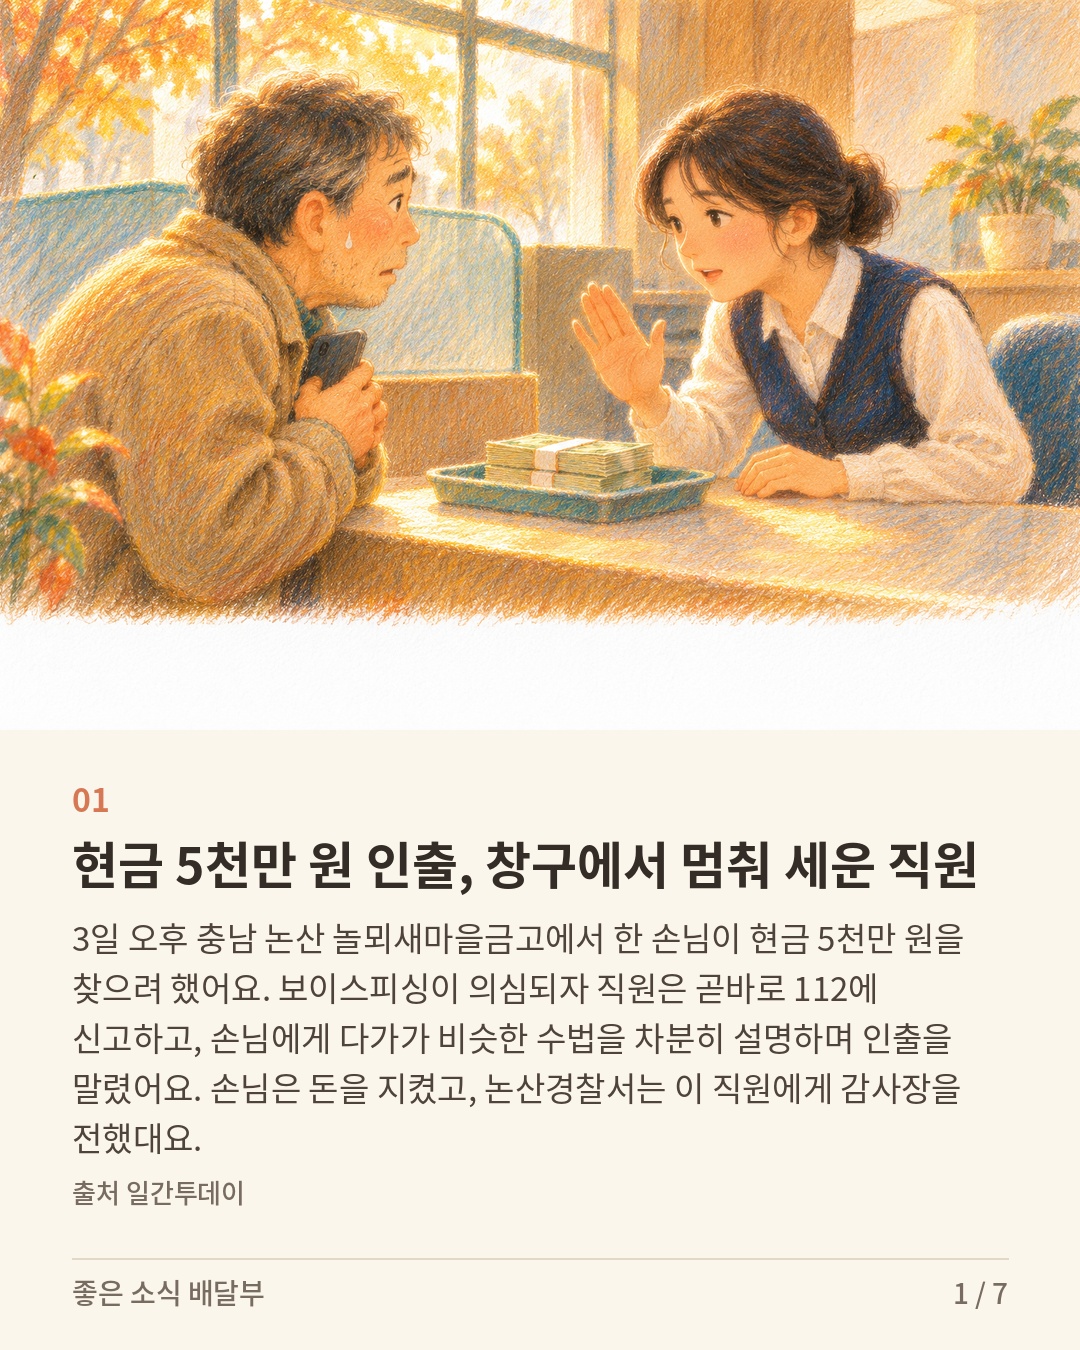 01
현금 5천만 원 인출, 창구에서 멈춰 세운 직원
3일 오후 충남 논산 놀뫼새마을금고에서 한 손님이 현금 5천만 원을
찾으려 했어요. 보이스피싱이 의심되자 직원은 곧바로 112에
신고하고, 손님에게 다가가 비슷한 수법을 차분히 설명하며 인출을
말렸어요. 손님은 돈을 지켰고, 논산경찰서는 이 직원에게 감사장을
전했대요.
출처 일간투데이
좋은 소식 배달부
1 / 7